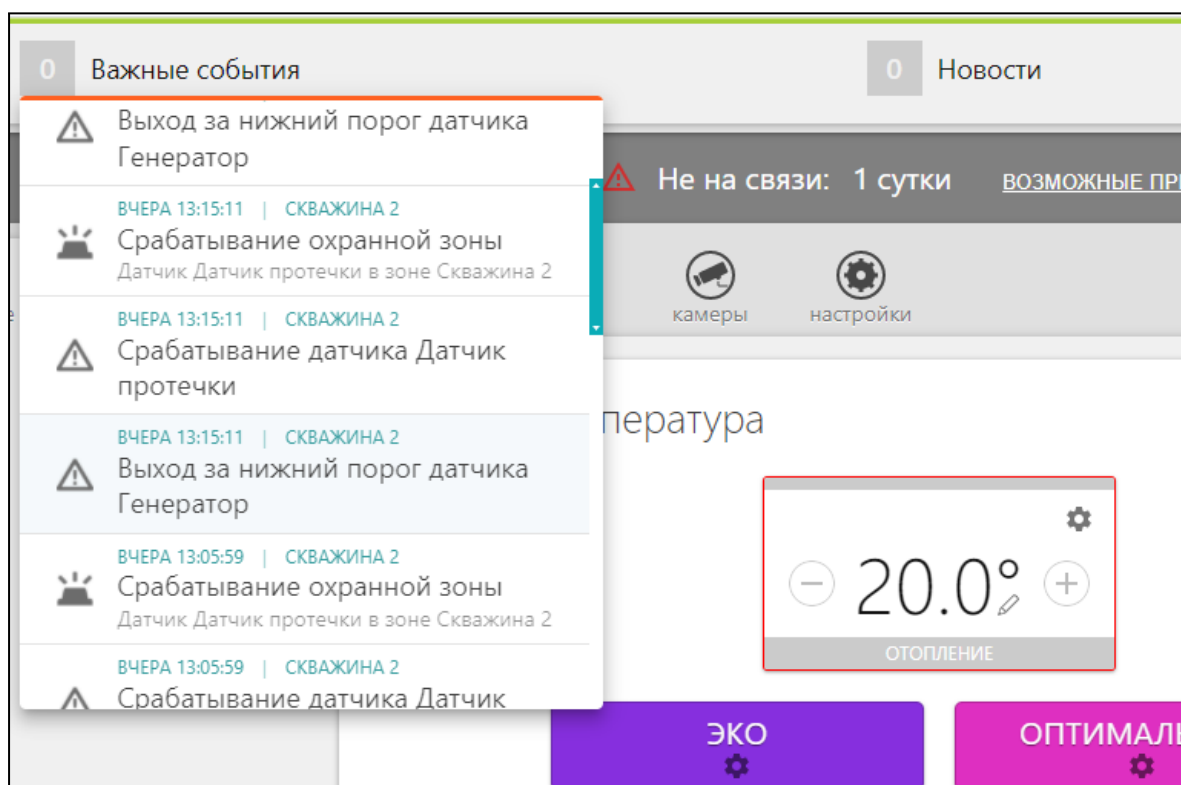 0 Важные события
0 Новости
Выход за нижний порог датчика
Генератор
ВЧЕРА 13:15:11 | СКВАЖИНА 2
Срабатывание охранной зоны
Датчик Датчик протечки в зоне Скважина 2
ВЧЕРА 13:15:11 | СКВАЖИНА 2
Срабатывание датчика Датчик
протечки
ВЧЕРА 13:15:11 | СКВАЖИНА 2
Выход за нижний порог датчика
Генератор
ВЧЕРА 13:05:59 | СКВАЖИНА 2
Срабатывание охранной зоны
Датчик Датчик протечки в зоне Скважина 2
ВЧЕРА 13:05:59 | СКВАЖИНА 2
Срабатывание датчика Датчик
Не на связи: 1 сутки
ВОЗМОЖНЫЕ ПР
камеры
настройки
пература
20.0°
ОТОПЛЕНИЕ
ЭКО
ОПТИМАЛЬ